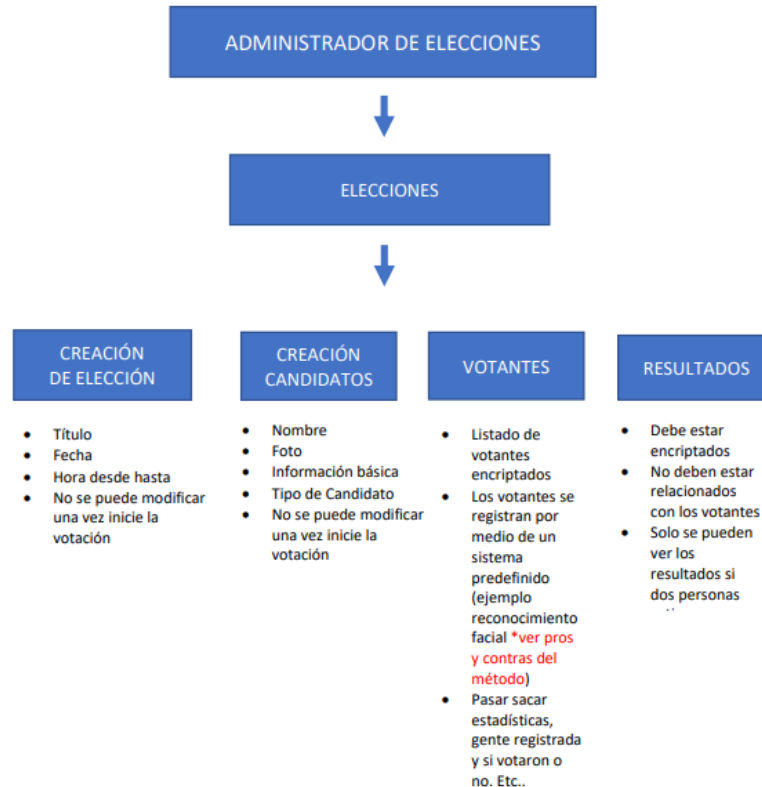 ADMINISTRADOR DE ELECCIONES
ELECCIONES
CREACIÓN
DE ELECCIÓN
• Título
• Fecha
• Hora desde hasta
• No se puede modificar
una vez inicie la
votación
CREACIÓN
CANDIDATOS
• Nombre
• Foto
• Información básica
• Tipo de Candidato
• No se puede modificar
una vez inicie la
votación
VOTANTES
• Listado de
votantes
encriptados
• Los votantes se
registran por
medio de un
sistema
predefinido
(ejemplo
reconocimiento
facial *ver pros
y contras del
método)
• Pasar sacar
estadísticas,
gente registrada
y si votaron o
no. Etc..
RESULTADOS
• Debe estar
encriptados
• No deben estar
relacionados
con los votantes
• Solo se pueden
ver los
resultados si
dos personas